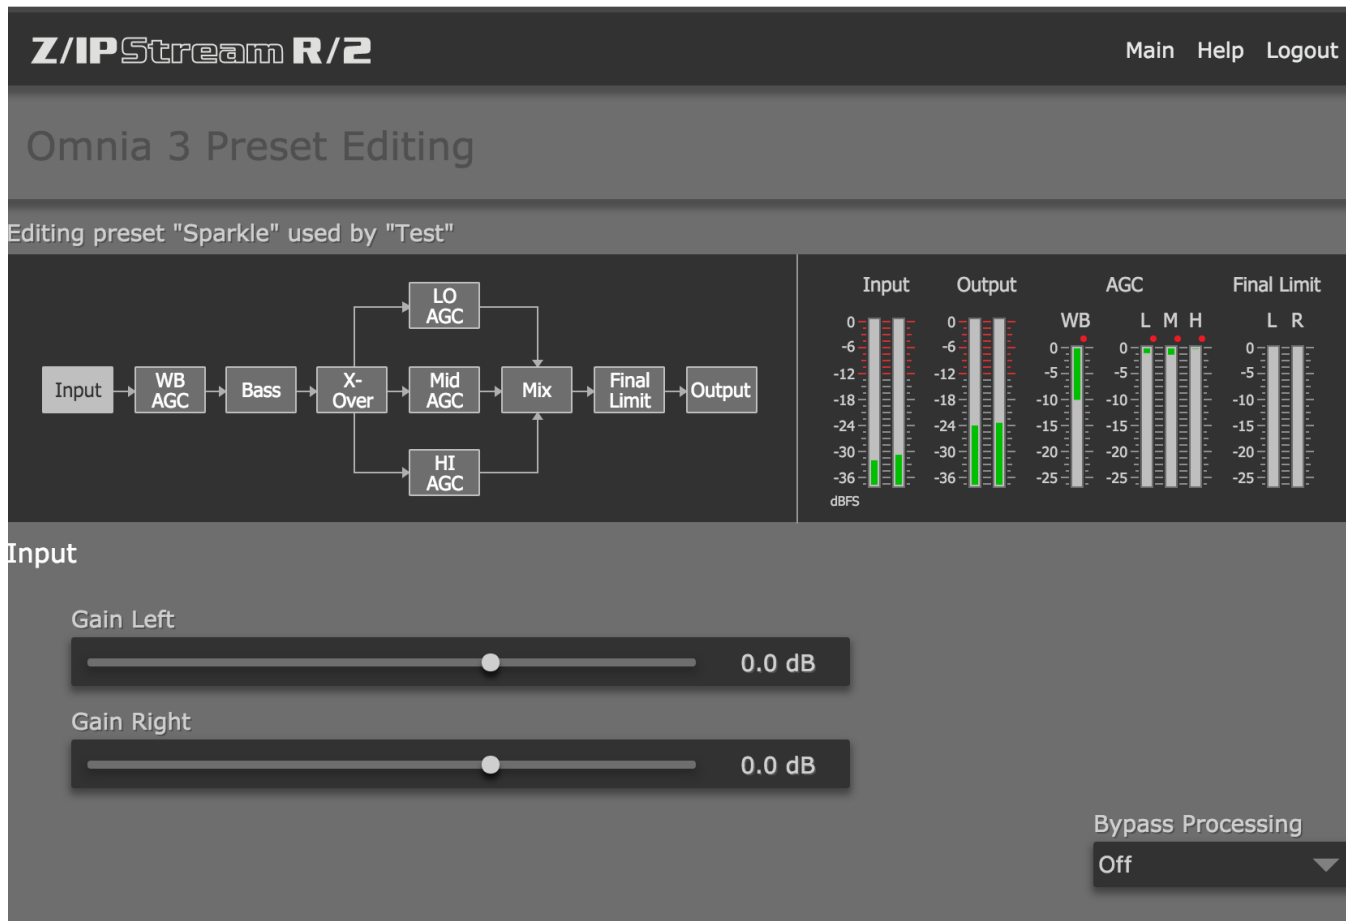 Z/IPStream R/2
Main Help Logout
Omnia 3 Preset Editing
Editing preset "Sparkle" used by "Test"
Input
WB
AGC
Bass
X-
Over
LO
AGC
Mid
AGC
HI
AGC
Mix
Final
Limit
Output
Input Output AGC Final Limit
WB L M H L R
0 0 0 0 0
-6 -6 -5 -5 -5
-12 -12 -10 -10 -10
-18 -18 -15 -15 -15
-24 -24 -20 -20 -20
-30 -30 -25 -25 -25
-36 -36
dBFS
Input
Gain Left
0.0 dB
Gain Right
0.0 dB
Bypass Processing
Off